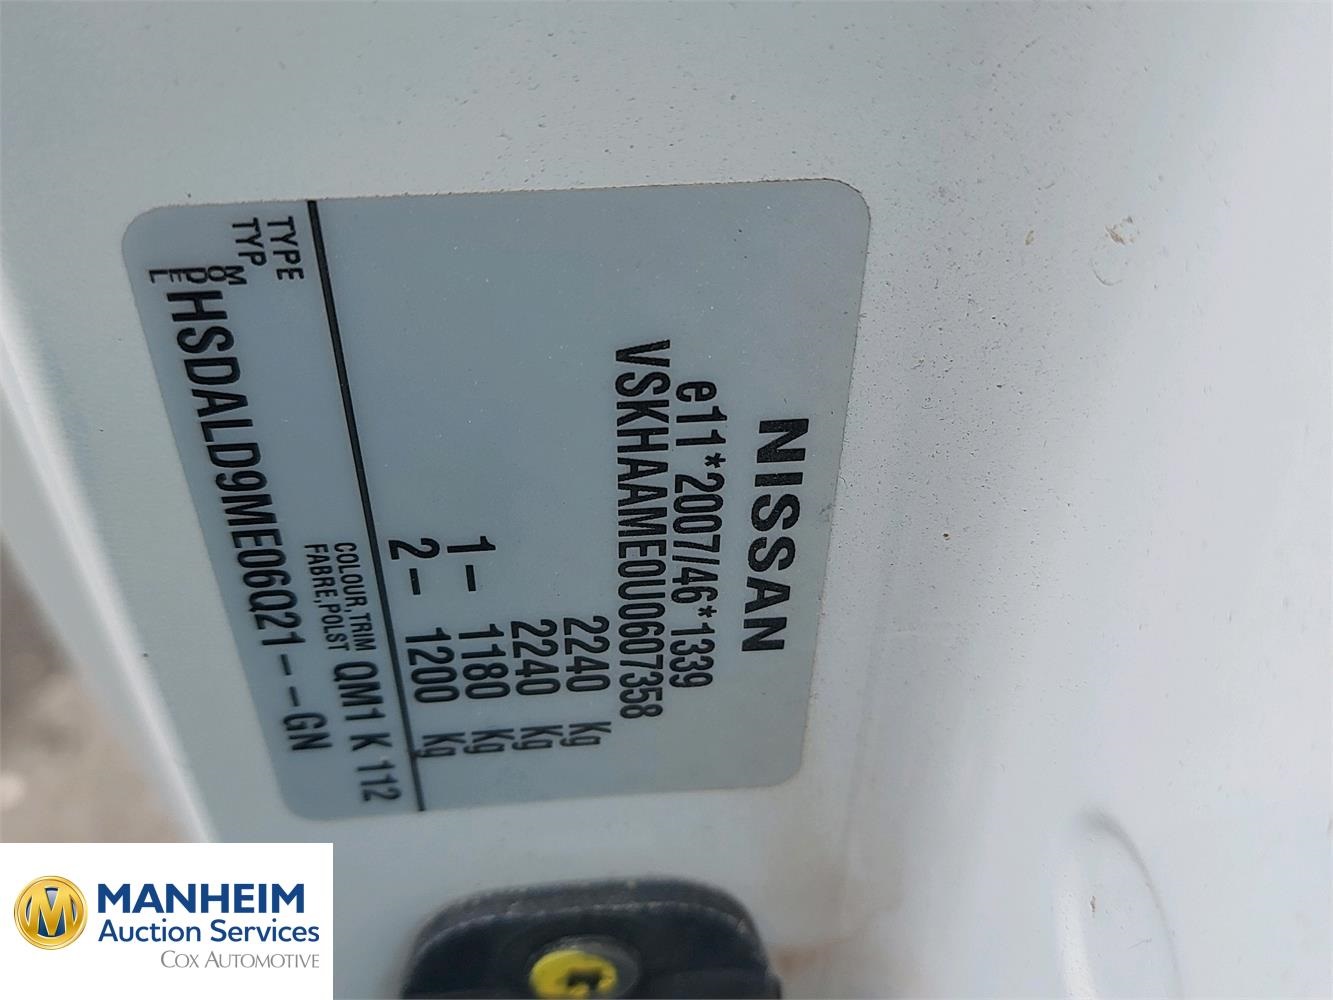 NISSAN
e11*2007/46*1339
VSKHAAME0U0607358
2240 Kg
2240 Kg
1- 1180 Kg
2- 1200 Kg
TYPE
TYP
COLOUR,TRIM
FABRE,POLST
QM1 K 112
MODEL
HSDALD9ME06Q21--GN
MANHEIM
Auction Services
COX AUTOMOTIVE